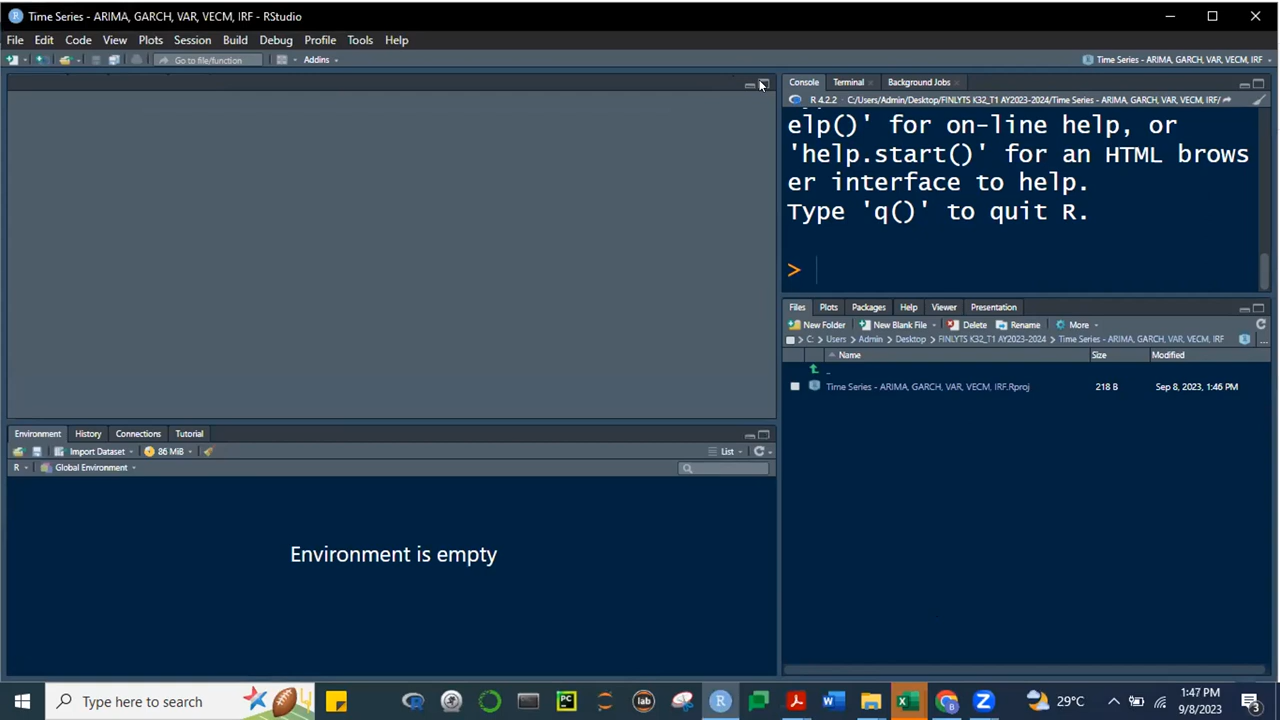 Time Series - ARIMA, GARCH, VAR, VECM, IRF - RStudio
File Edit Code View Plots Session Build Debug Profile Tools Help
Go to file/function Addins Time Series - ARIMA, GARCH, VAR, VECM, IRF
Console Terminal Background Jobs
R 4.2.2 C:/Users/Admin/Desktop/FINLYTS K32_T1 AY2023-2024/Time Series - ARIMA, GARCH, VAR, VECM, IRF/
elp()' for on-line help, or
'help.start()' for an HTML brows
er interface to help.
Type 'q()' to quit R.
>
Files Plots Packages Help Viewer Presentation
New Folder New Blank File Delete Rename More
C: Users Admin Desktop FINLYTS K32_T1 AY2023-2024 Time Series - ARIMA, GARCH, VAR, VECM, IRF
Name Size Modified
..
Time Series - ARIMA, GARCH, VAR, VECM, IRF.Rproj 218 B Sep 8, 2023, 1:46 PM
Environment History Connections Tutorial
Import Dataset 86 MiB List
R Global Environment
Environment is empty
Type here to search
lab
29°C
1:47 PM
9/8/2023
3